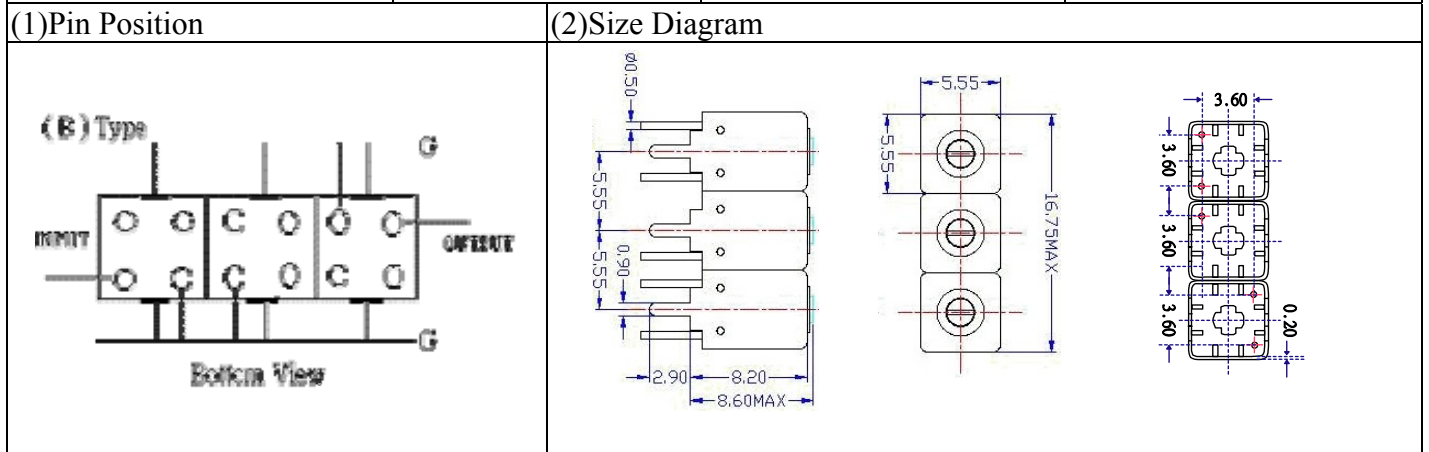 (1)Pin Position
(2)Size Diagram
(B) Type
G
INPUT
OUTPUT
G
Bottom View
ø0.50
5.55
5.55
0.90
2.90
8.20
8.60MAX
5.55
5.55
16.75MAX
3.60
3.60
3.60
3.60
0.20